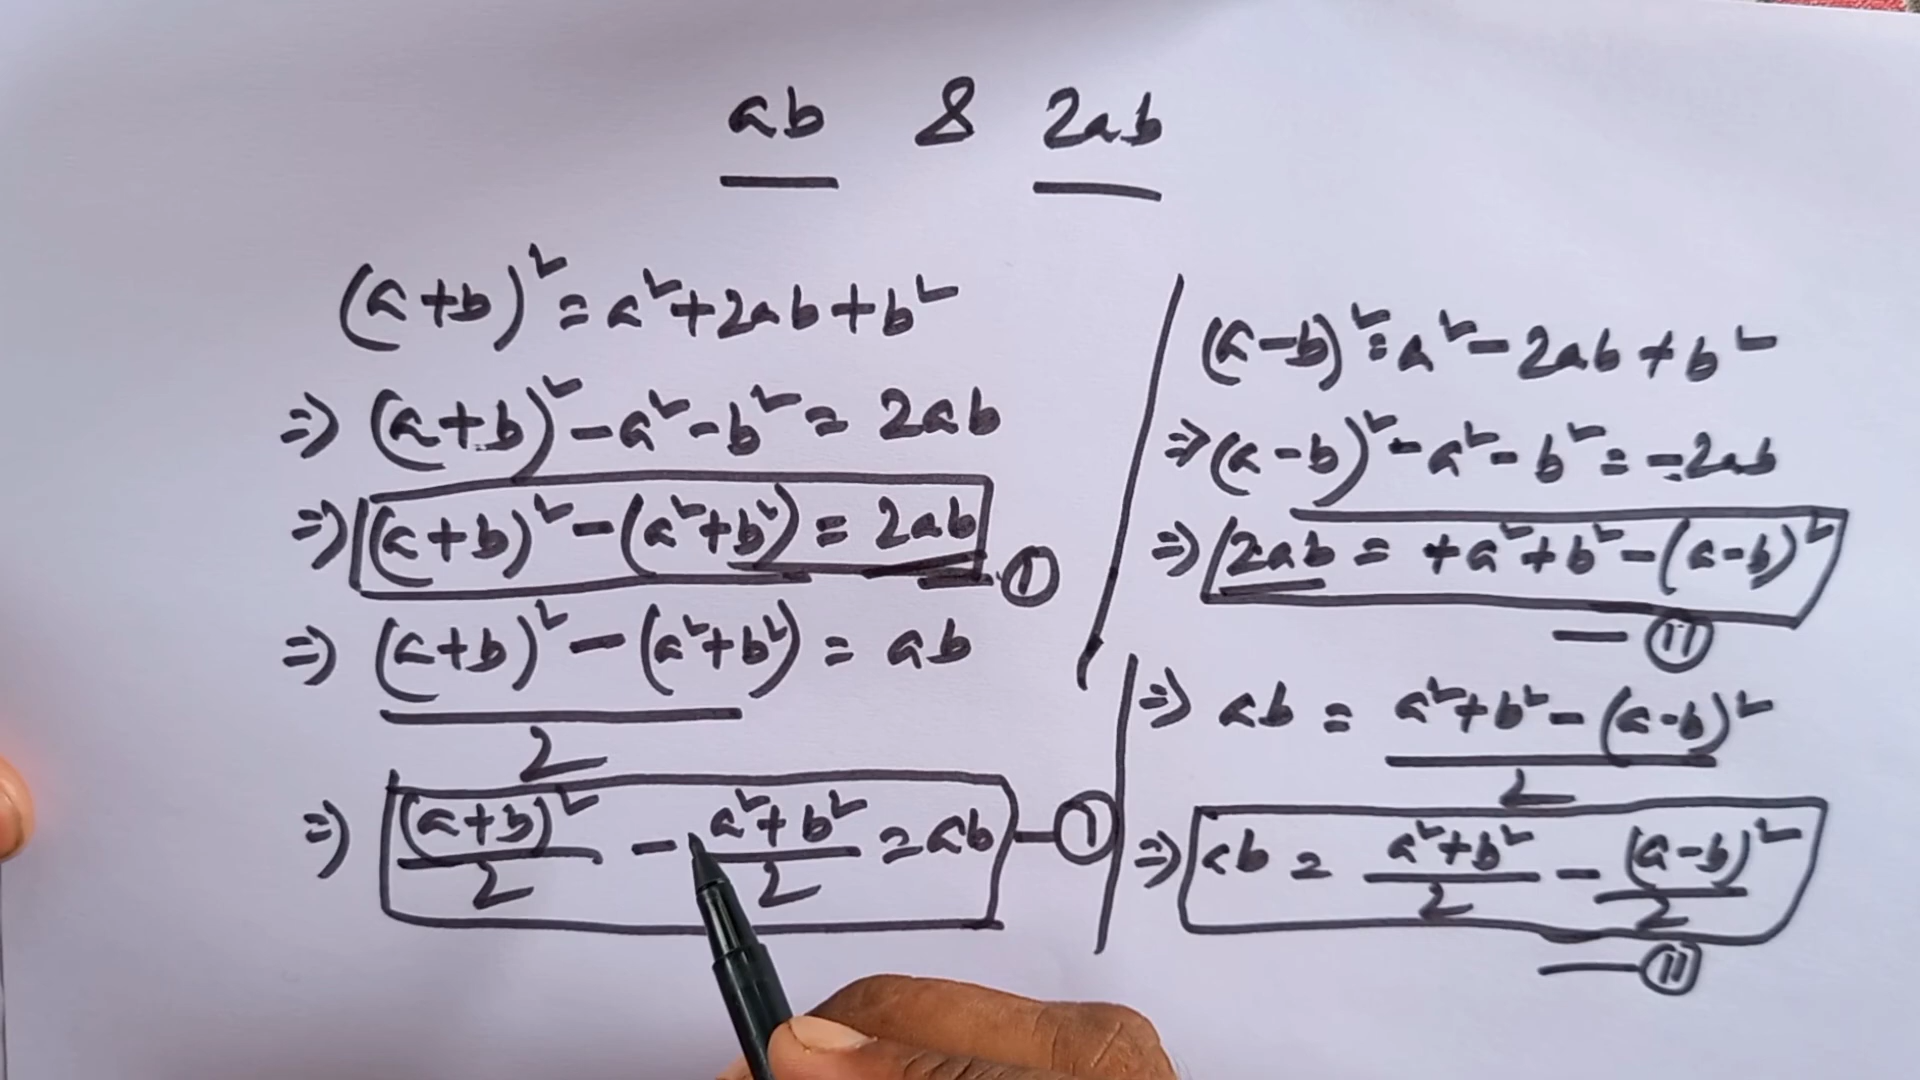 ab & 2ab
(a+b)² = a²+2ab+b²
⇒ (a+b)²-a²-b² = 2ab
⇒ (a+b)²-(a²+b²) = 2ab
— ①
⇒ (a+b)²-(a²+b²) = ab
2
⇒ (a+b)²/2 - a²+b²/2 = ab — ①
(a-b)² = a²-2ab+b²
⇒ (a-b)²-a²-b² = -2ab
⇒ 2ab = +a²+b²-(a-b)²
— ⑪
⇒ ab = a²+b²-(a-b)²
2
⇒ ab = a²+b²/2 - (a-b)²/2
— ⑪